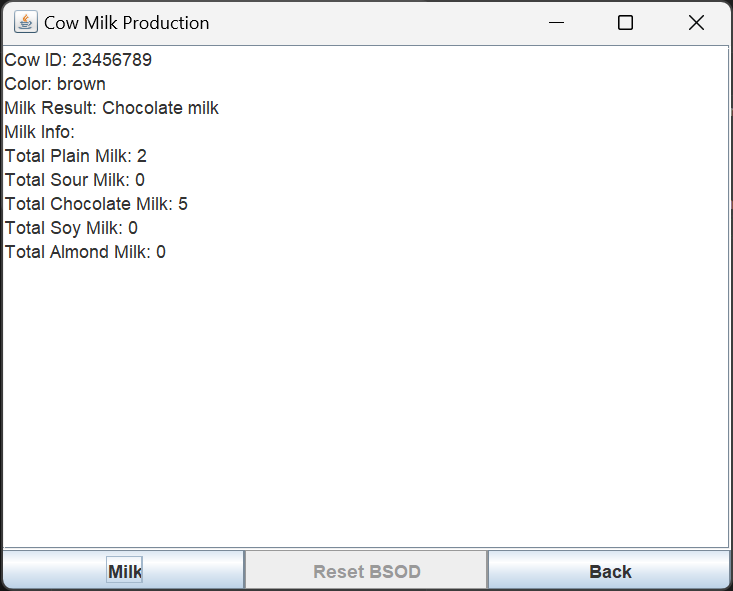 Cow Milk Production
Cow ID: 23456789
Color: brown
Milk Result: Chocolate milk
Milk Info:
Total Plain Milk: 2
Total Sour Milk: 0
Total Chocolate Milk: 5
Total Soy Milk: 0
Total Almond Milk: 0
Milk Reset BSOD Back